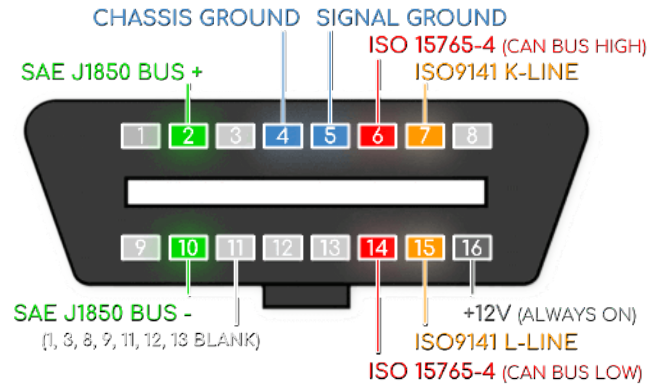 CHASSIS GROUND SIGNAL GROUND
ISO 15765-4 (CAN BUS HIGH)
SAE J1850 BUS + ISO9141 K-LINE
1 2 3 4 5 6 7 8
9 10 11 12 13 14 15 16
SAE J1850 BUS - +12V (ALWAYS ON)
(1, 3, 8, 9, 11, 12, 13 BLANK) ISO9141 L-LINE
ISO 15765-4 (CAN BUS LOW)